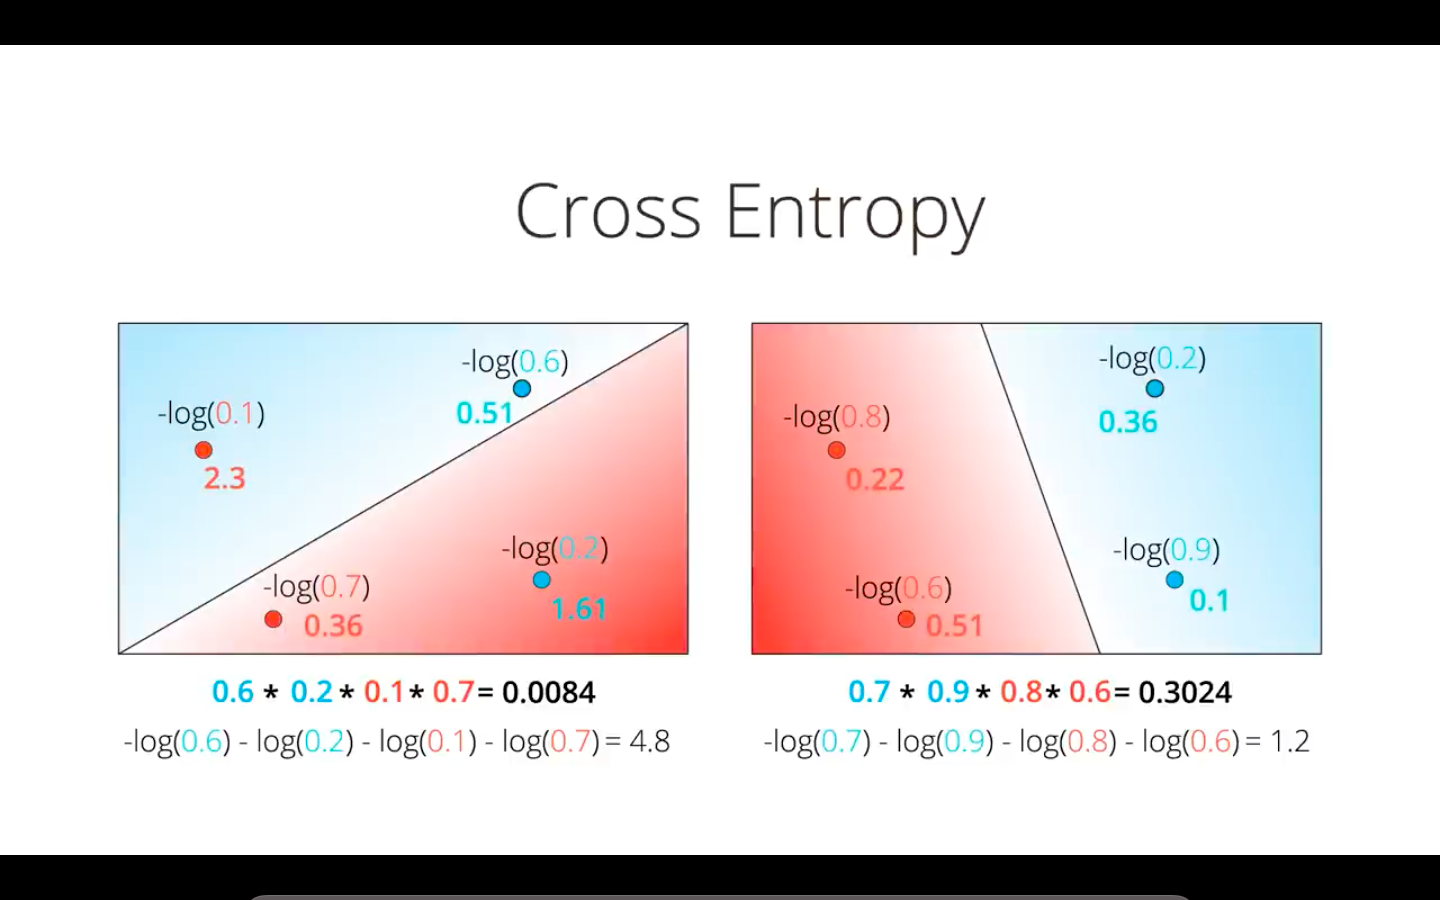 Cross Entropy
-log(0.6)
0.51
-log(0.1)
2.3
-log(0.2)
1.61
-log(0.7)
0.36
0.6 * 0.2 * 0.1 * 0.7 = 0.0084
-log(0.6) - log(0.2) - log(0.1) - log(0.7) = 4.8
-log(0.2)
0.36
-log(0.8)
0.22
-log(0.9)
0.1
-log(0.6)
0.51
0.7 * 0.9 * 0.8 * 0.6 = 0.3024
-log(0.7) - log(0.9) - log(0.8) - log(0.6) = 1.2